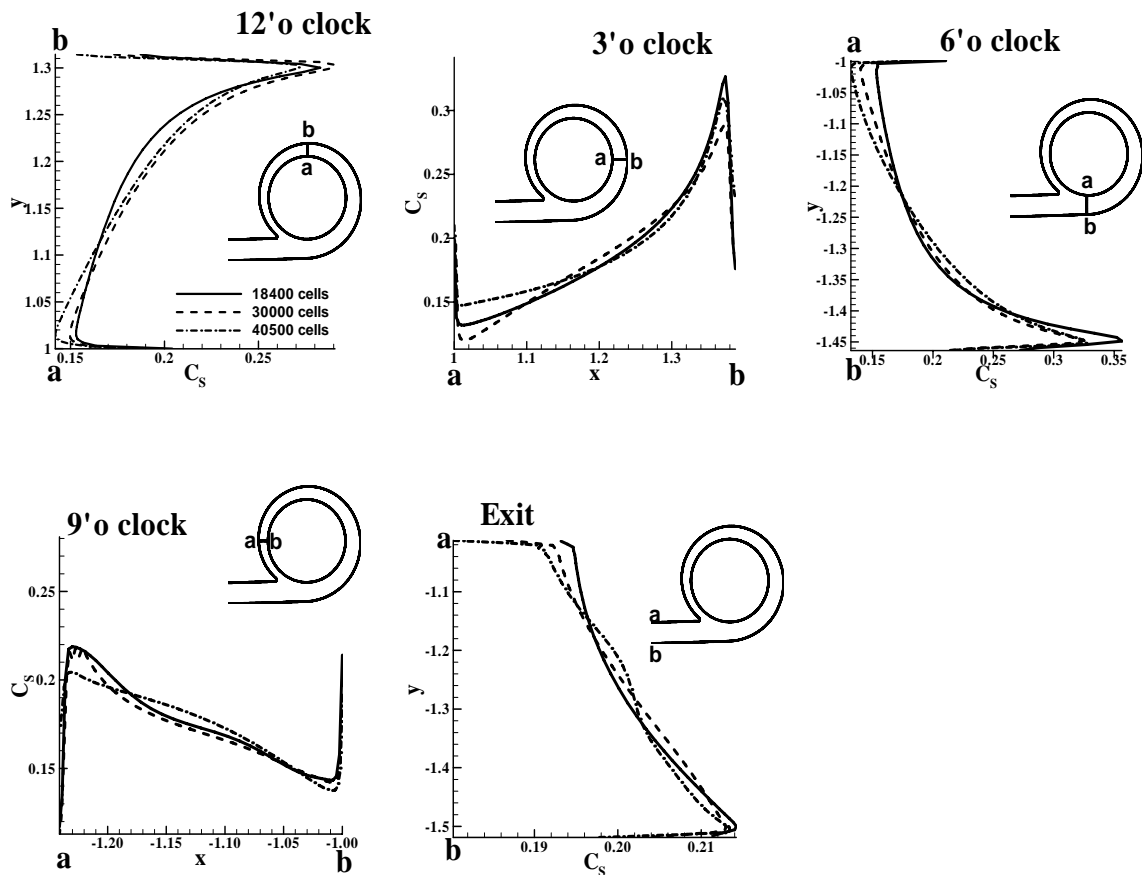 12'o clock
b
1.3
1.25
1.2
y
1.15
1.1
1.05
1
0.15
0.2
0.25
a
C_S
b
a
18400 cells
30000 cells
40500 cells
3'o clock
0.3
0.25
C_S
0.2
0.15
1
1.2
1.3
a
x
b
a
b
6'o clock
a
-1
-1.05
-1.1
-1.15
-1.2
y
-1.25
-1.3
-1.35
-1.4
-1.45
0.15
0.2
0.25
0.3
0.35
b
C_S
a
b
9'o clock
0.25
C_S
0.2
0.15
-1.20
-1.15
-1.10
-1.05
-1.00
a
x
b
a
b
Exit
a
-1.1
-1.2
y
-1.3
-1.4
-1.5
0.19
0.20
0.21
b
C_S
a
b